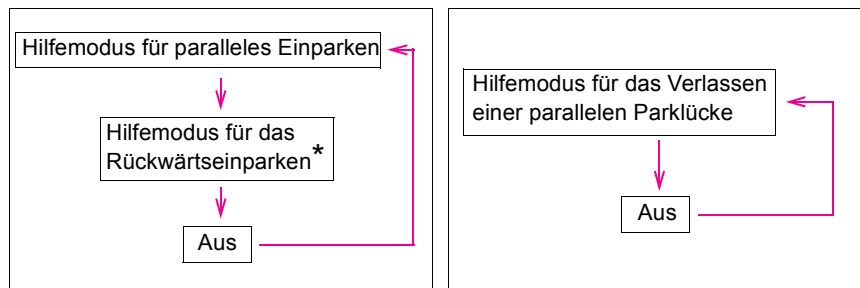 Hilfemodus für paralleles Einparken
Hilfemodus für das
Rückwärtseinparken*
Aus
Hilfemodus für das Verlassen
einer parallelen Parklücke
Aus